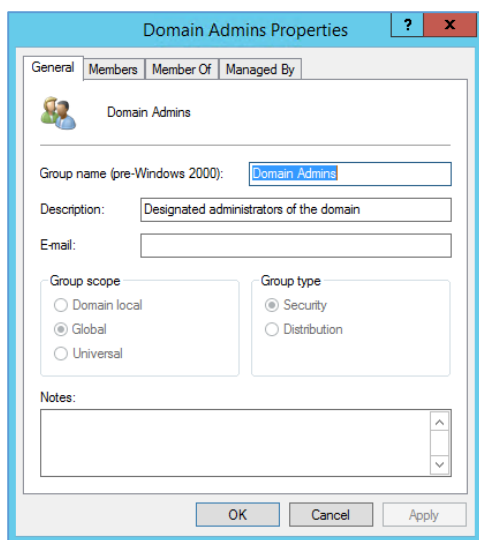 Domain Admins Properties ? x
General Members Member Of Managed By
Domain Admins
Group name (pre-Windows 2000): Domain Admins
Description: Designated administrators of the domain
E-mail:
Group scope Group type
Domain local Security
Global Distribution
Universal
Notes:
OK Cancel Apply